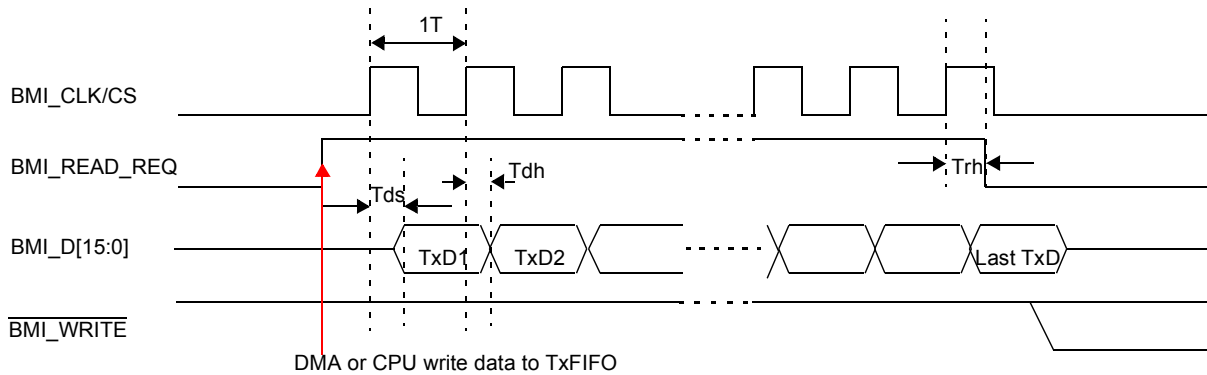 1T
BMI_CLK/CS
BMI_READ_REQ
Tdh
Trh
Tds
BMI_D[15:0]
TxD1
TxD2
Last TxD
BMI_WRITE
DMA or CPU write data to TxFIFO